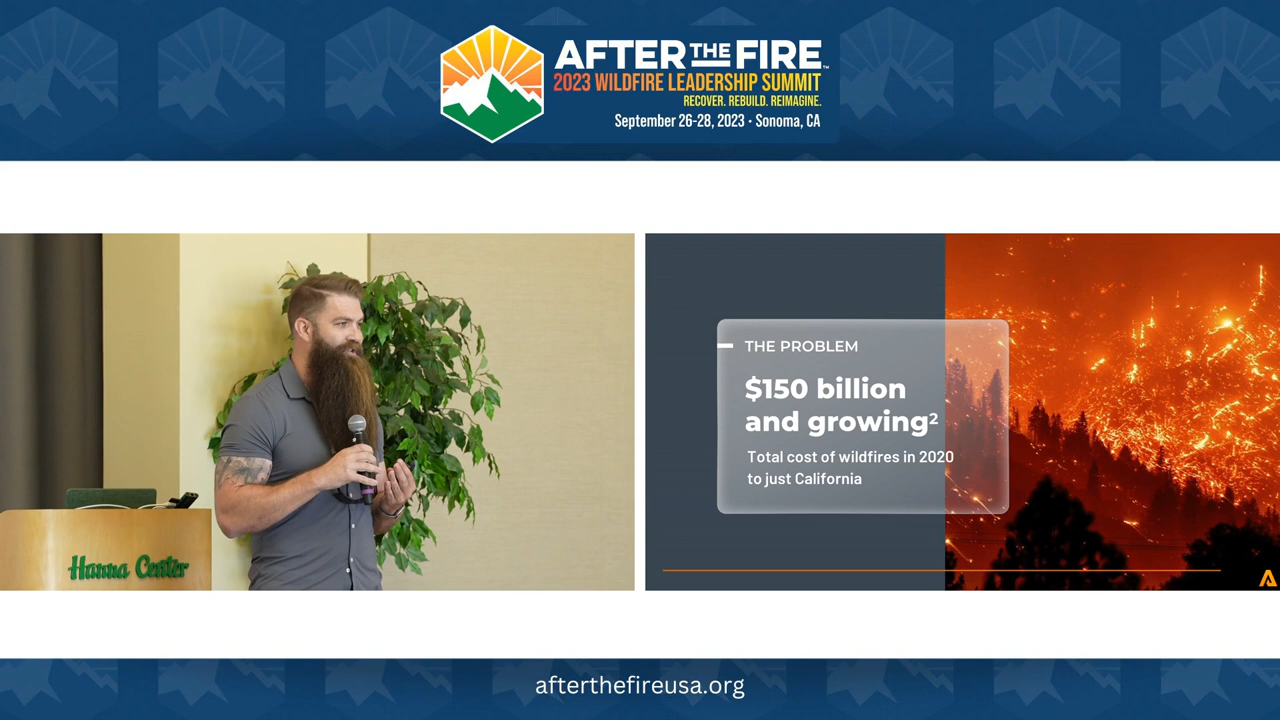 AFTER THE FIRE™
2023 WILDFIRE LEADERSHIP SUMMIT
RECOVER. REBUILD. REIMAGINE.
September 26-28, 2023 • Sonoma, CA
Hanna Center
THE PROBLEM
$150 billion
and growing²
Total cost of wildfires in 2020
to just California
afterthefireusa.org